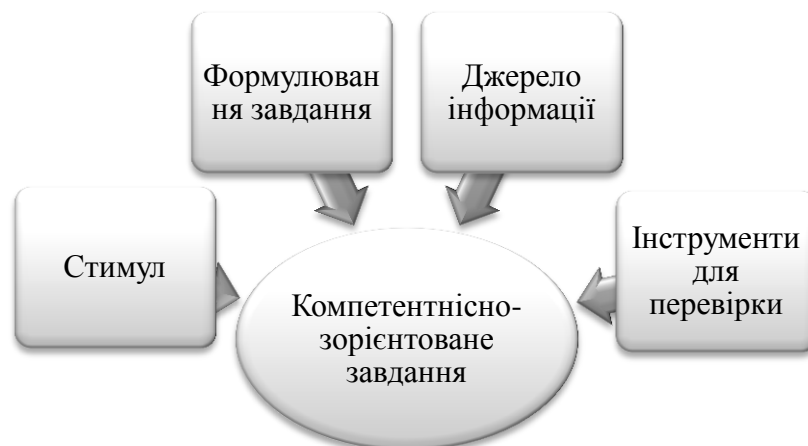 Формулюван
ня завдання
Джерело
інформації
Стимул
Інструменти
для
перевірки
Компетентнісно-
зорієнтоване
завдання